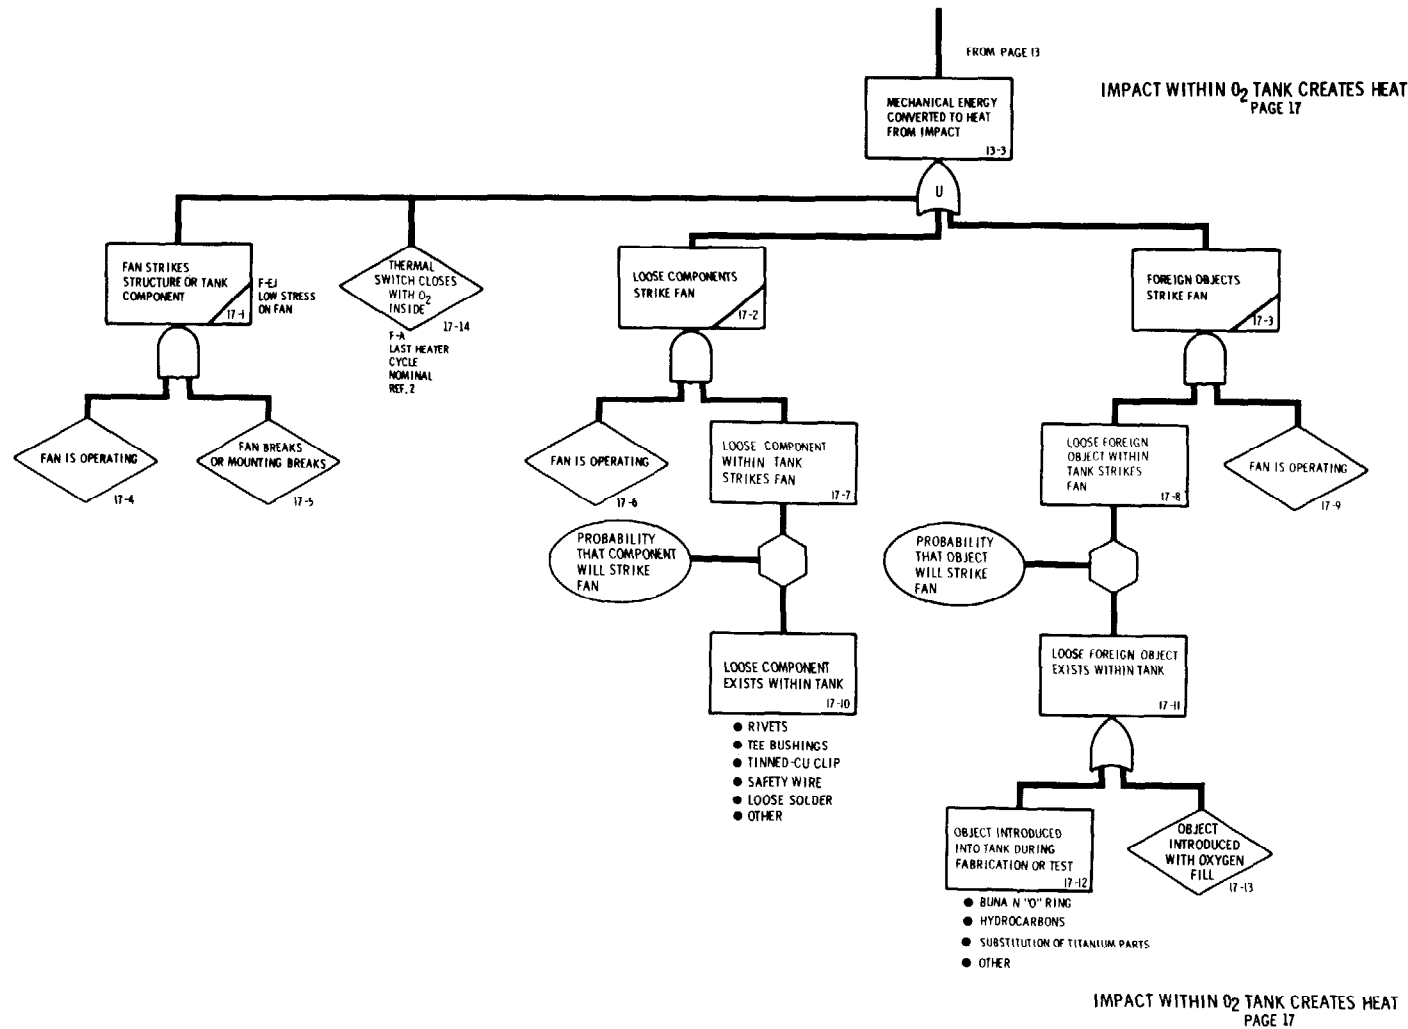 FROM PAGE 13
IMPACT WITHIN O2 TANK CREATES HEAT
PAGE 17
MECHANICAL ENERGY
CONVERTED TO HEAT
FROM IMPACT
13-3
U
FAN STRIKES
STRUCTURE OR TANK
COMPONENT
17-1
F-EJ
LOW STRESS
ON FAN
THERMAL
SWITCH CLOSES
WITH O2
INSIDE
17-14
F-A
LAST HEATER
CYCLE
NOMINAL
REF. 2
LOOSE COMPONENTS
STRIKE FAN
17-2
FOREIGN OBJECTS
STRIKE FAN
17-3
FAN IS OPERATING
17-4
FAN BREAKS
OR MOUNTING BREAKS
17-5
FAN IS OPERATING
17-6
LOOSE COMPONENT
WITHIN TANK
STRIKES FAN
17-7
LOOSE FOREIGN
OBJECT WITHIN
TANK STRIKES
FAN
17-8
FAN IS OPERATING
17-9
PROBABILITY
THAT COMPONENT
WILL STRIKE
FAN
PROBABILITY
THAT OBJECT
WILL STRIKE
FAN
LOOSE COMPONENT
EXISTS WITHIN TANK
17-10
● RIVETS
● TEE BUSHINGS
● TINNED-CU CLIP
● SAFETY WIRE
● LOOSE SOLDER
● OTHER
LOOSE FOREIGN OBJECT
EXISTS WITHIN TANK
17-11
OBJECT INTRODUCED
INTO TANK DURING
FABRICATION OR TEST
17-12
● BUNA N "O" RING
● HYDROCARBONS
● SUBSTITUTION OF TITANIUM PARTS
● OTHER
OBJECT
INTRODUCED
WITH OXYGEN
FILL
17-13
IMPACT WITHIN O2 TANK CREATES HEAT
PAGE 17